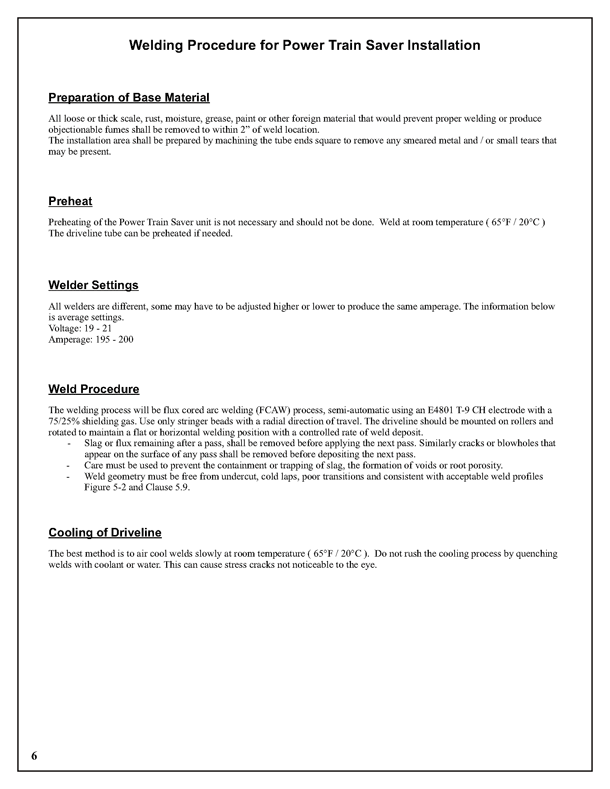 Welding Procedure for Power Train Saver Installation
Preparation of Base Material
All loose or thick scale, rust, moisture, grease, paint or other foreign material that would prevent proper welding or produce
objectionable fumes shall be removed to within 2” of weld location.
The installation area shall be prepared by machining the tube ends square to remove any smeared metal and / or small tears that
may be present.
Preheat
Preheating of the Power Train Saver unit is not necessary and should not be done. Weld at room temperature ( 65°F / 20°C )
The driveline tube can be preheated if needed.
Welder Settings
All welders are different, some may have to be adjusted higher or lower to produce the same amperage. The information below
is average settings.
Voltage: 19 - 21
Amperage: 195 - 200
Weld Procedure
The welding process will be flux cored arc welding (FCAW) process, semi-automatic using an E4801 T-9 CH electrode with a
75/25% shielding gas. Use only stringer beads with a radial direction of travel. The driveline should be mounted on rollers and
rotated to maintain a flat or horizontal welding position with a controlled rate of weld deposit.
- Slag or flux remaining after a pass, shall be removed before applying the next pass. Similarly cracks or blowholes that
appear on the surface of any pass shall be removed before depositing the next pass.
- Care must be used to prevent the containment or trapping of slag, the formation of voids or root porosity.
- Weld geometry must be free from undercut, cold laps, poor transitions and consistent with acceptable weld profiles
Figure 5-2 and Clause 5.9.
Cooling of Driveline
The best method is to air cool welds slowly at room temperature ( 65°F / 20°C ). Do not rush the cooling process by quenching
welds with coolant or water. This can cause stress cracks not noticeable to the eye.
6